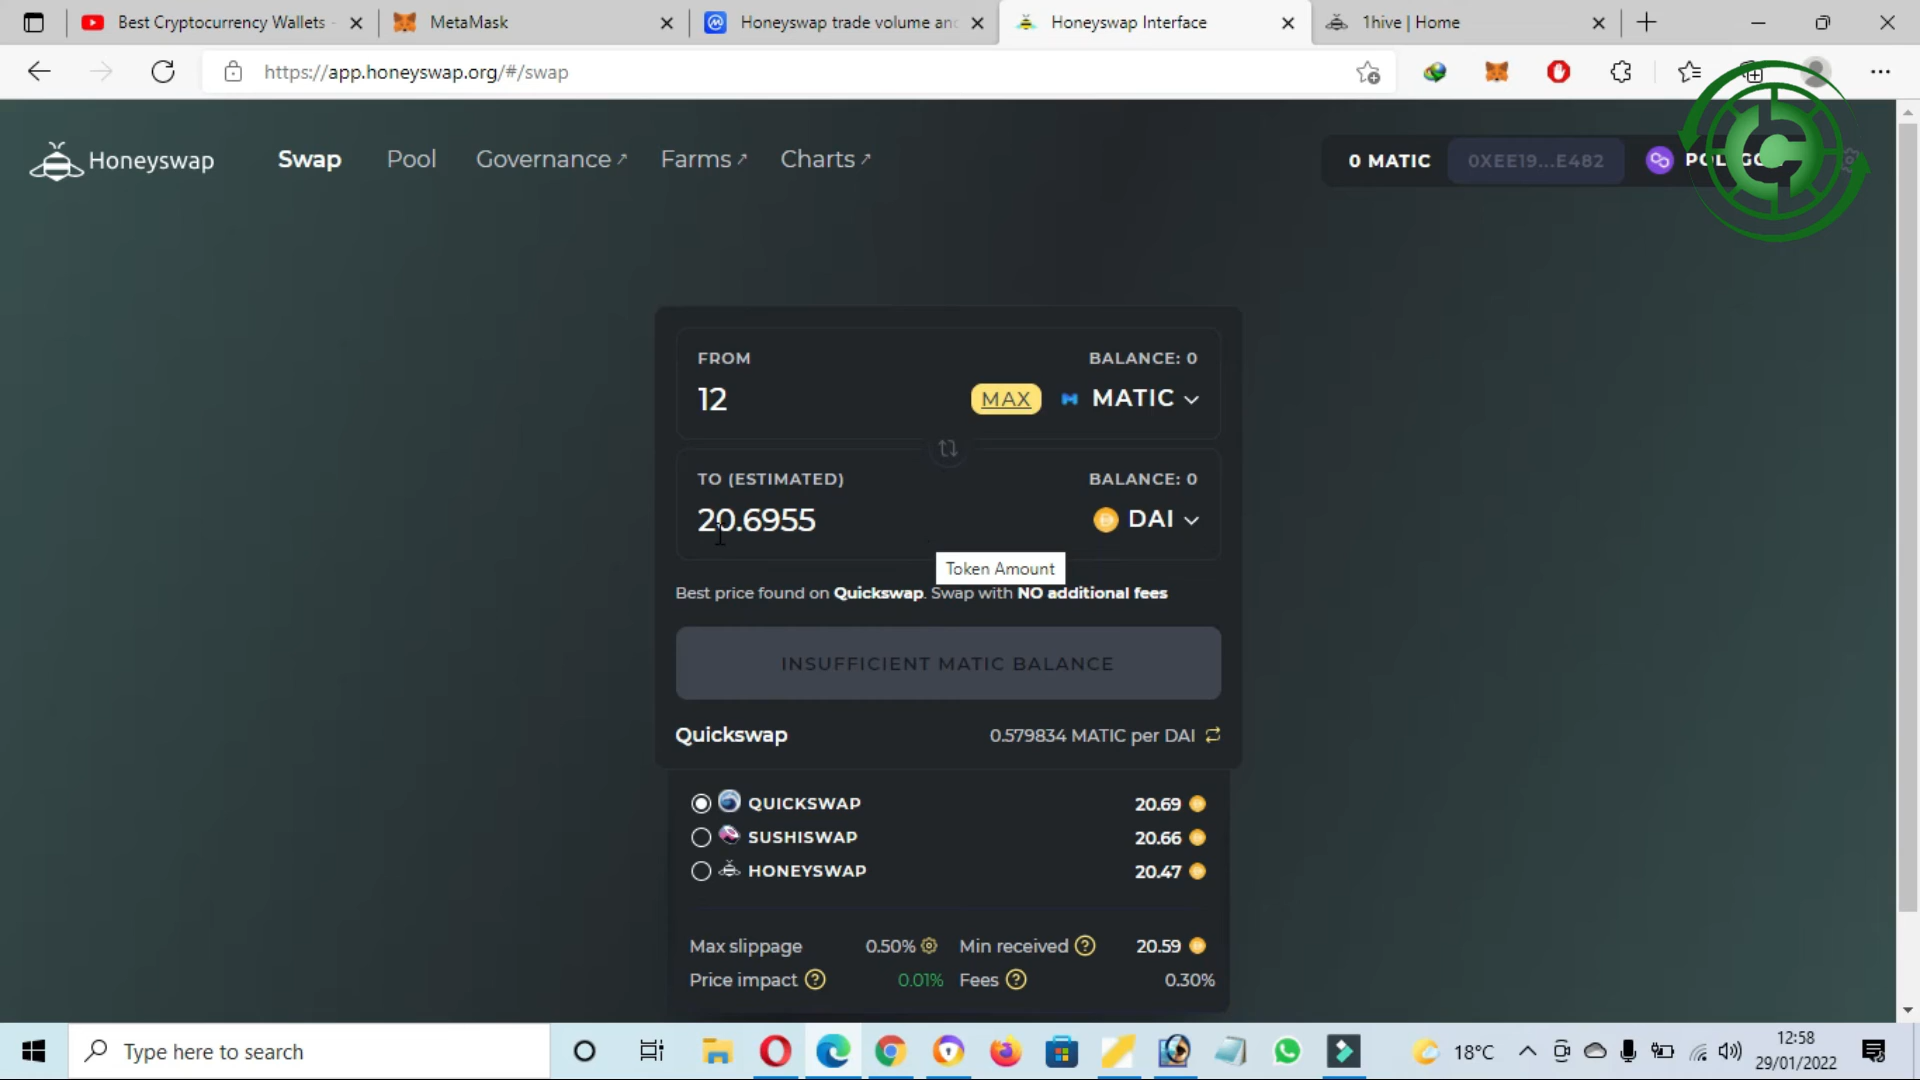 Best Cryptocurrency Wallets
MetaMask
Honeyswap trade volume an
Honeyswap Interface
1hive | Home
https://app.honeyswap.org/#/swap
Honeyswap
Swap
Pool
Governance
Farms
Charts
0 MATIC
0XEE19...E482
FROM
BALANCE: 0
12
MAX
MATIC
TO (ESTIMATED)
BALANCE: 0
20.6955
DAI
Token Amount
Best price found on Quickswap. Swap with NO additional fees
INSUFFICIENT MATIC BALANCE
Quickswap
0.579834 MATIC per DAI
QUICKSWAP 20.69
SUSHISWAP 20.66
HONEYSWAP 20.47
Max slippage 0.50% Min received ? 20.59
Price impact ? 0.01% Fees ? 0.30%
Type here to search
18°C
12:58
29/01/2022